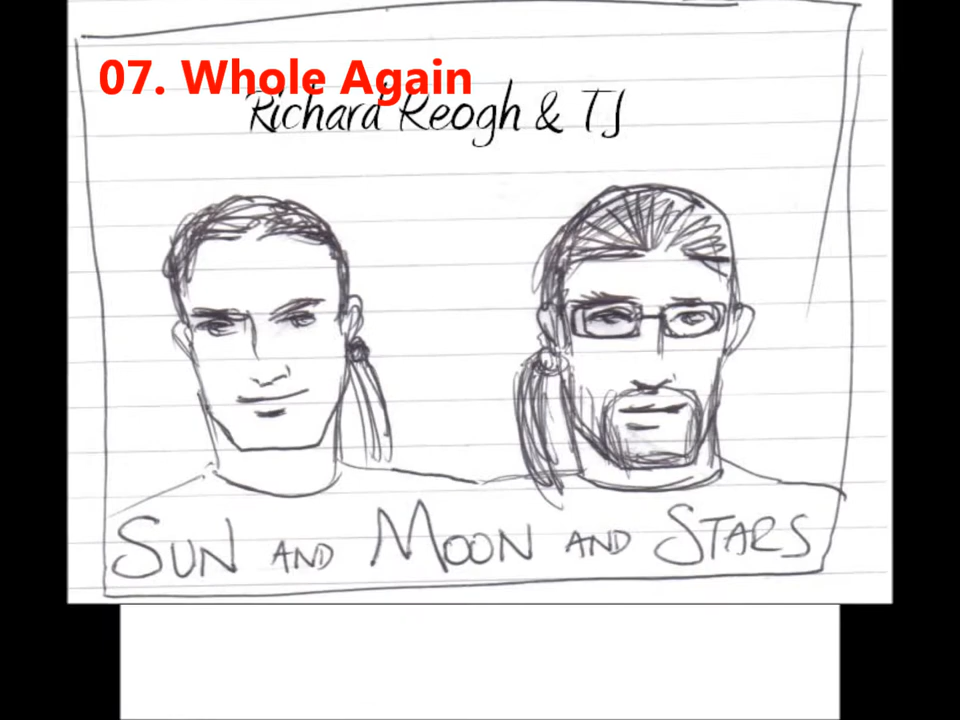 07. Whole Again
Richard Reogh & TJ
SUN AND MOON AND STARS